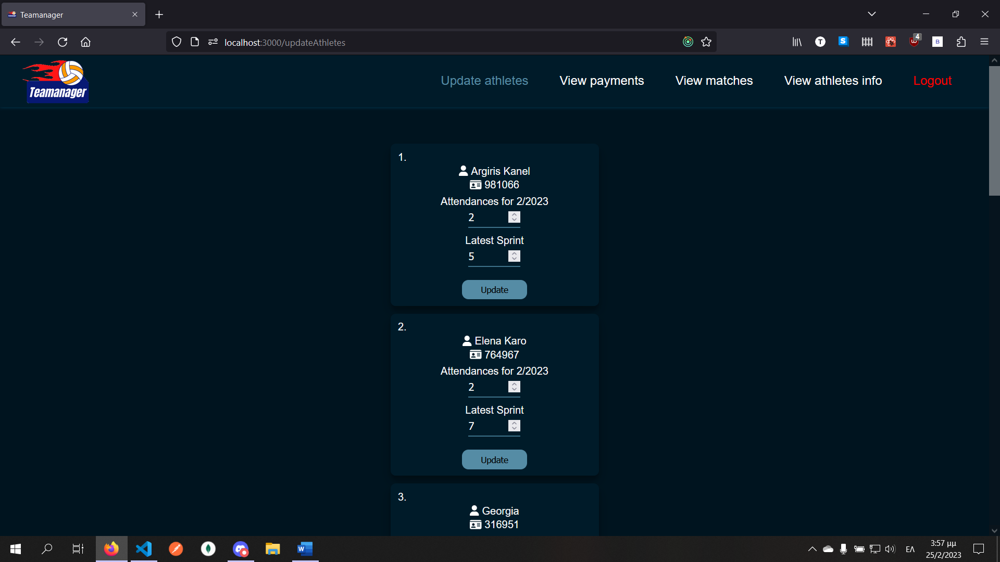 Teamanager
localhost:3000/updateAthletes
T
S
4
B
Teamanager
Update athletes
View payments
View matches
View athletes info
Logout
1.
Argiris Kanel
981066
Attendances for 2/2023
2
Latest Sprint
5
Update
2.
Elena Karo
764967
Attendances for 2/2023
2
Latest Sprint
7
Update
3.
Georgia
316951
W
ΕΛ
3:57 μμ
25/2/2023